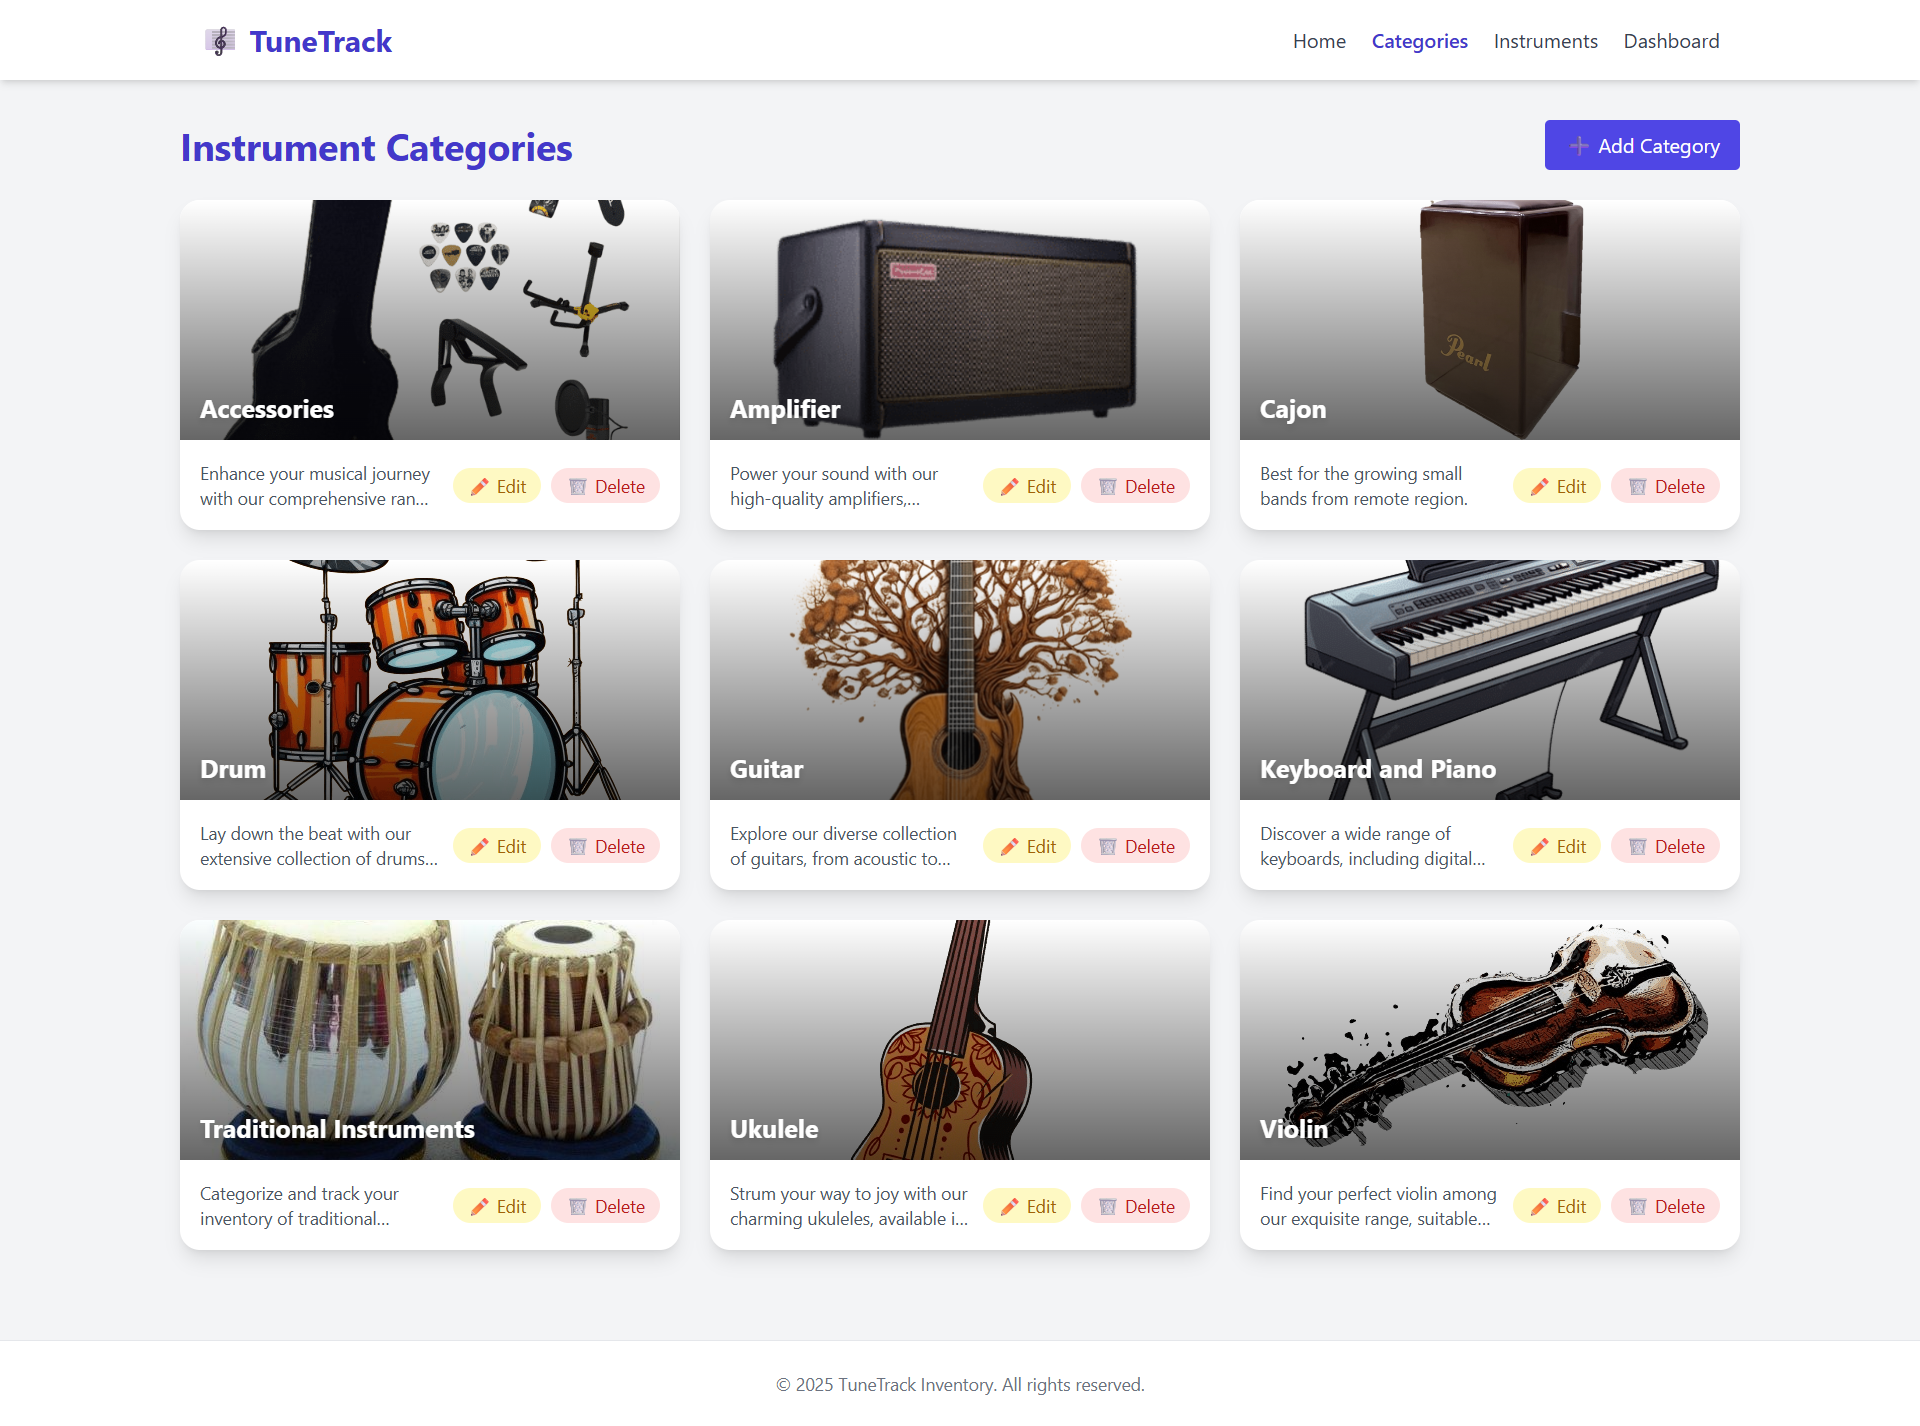 TuneTrack
Home Categories Instruments Dashboard
Instrument Categories
Add Category
Pearl
Accessories
Amplifier
Cajon
Enhance your musical journey
with our comprehensive ran...
Edit Delete
Power your sound with our
high-quality amplifiers,...
Edit Delete
Best for the growing small
bands from remote region.
Edit Delete
Drum
Guitar
Keyboard and Piano
Lay down the beat with our
extensive collection of drums...
Edit Delete
Explore our diverse collection
of guitars, from acoustic to...
Edit Delete
Discover a wide range of
keyboards, including digital...
Edit Delete
Traditional Instruments
Ukulele
Violin
Categorize and track your
inventory of traditional...
Edit Delete
Strum your way to joy with our
charming ukuleles, available i...
Edit Delete
Find your perfect violin among
our exquisite range, suitable...
Edit Delete
© 2025 TuneTrack Inventory. All rights reserved.